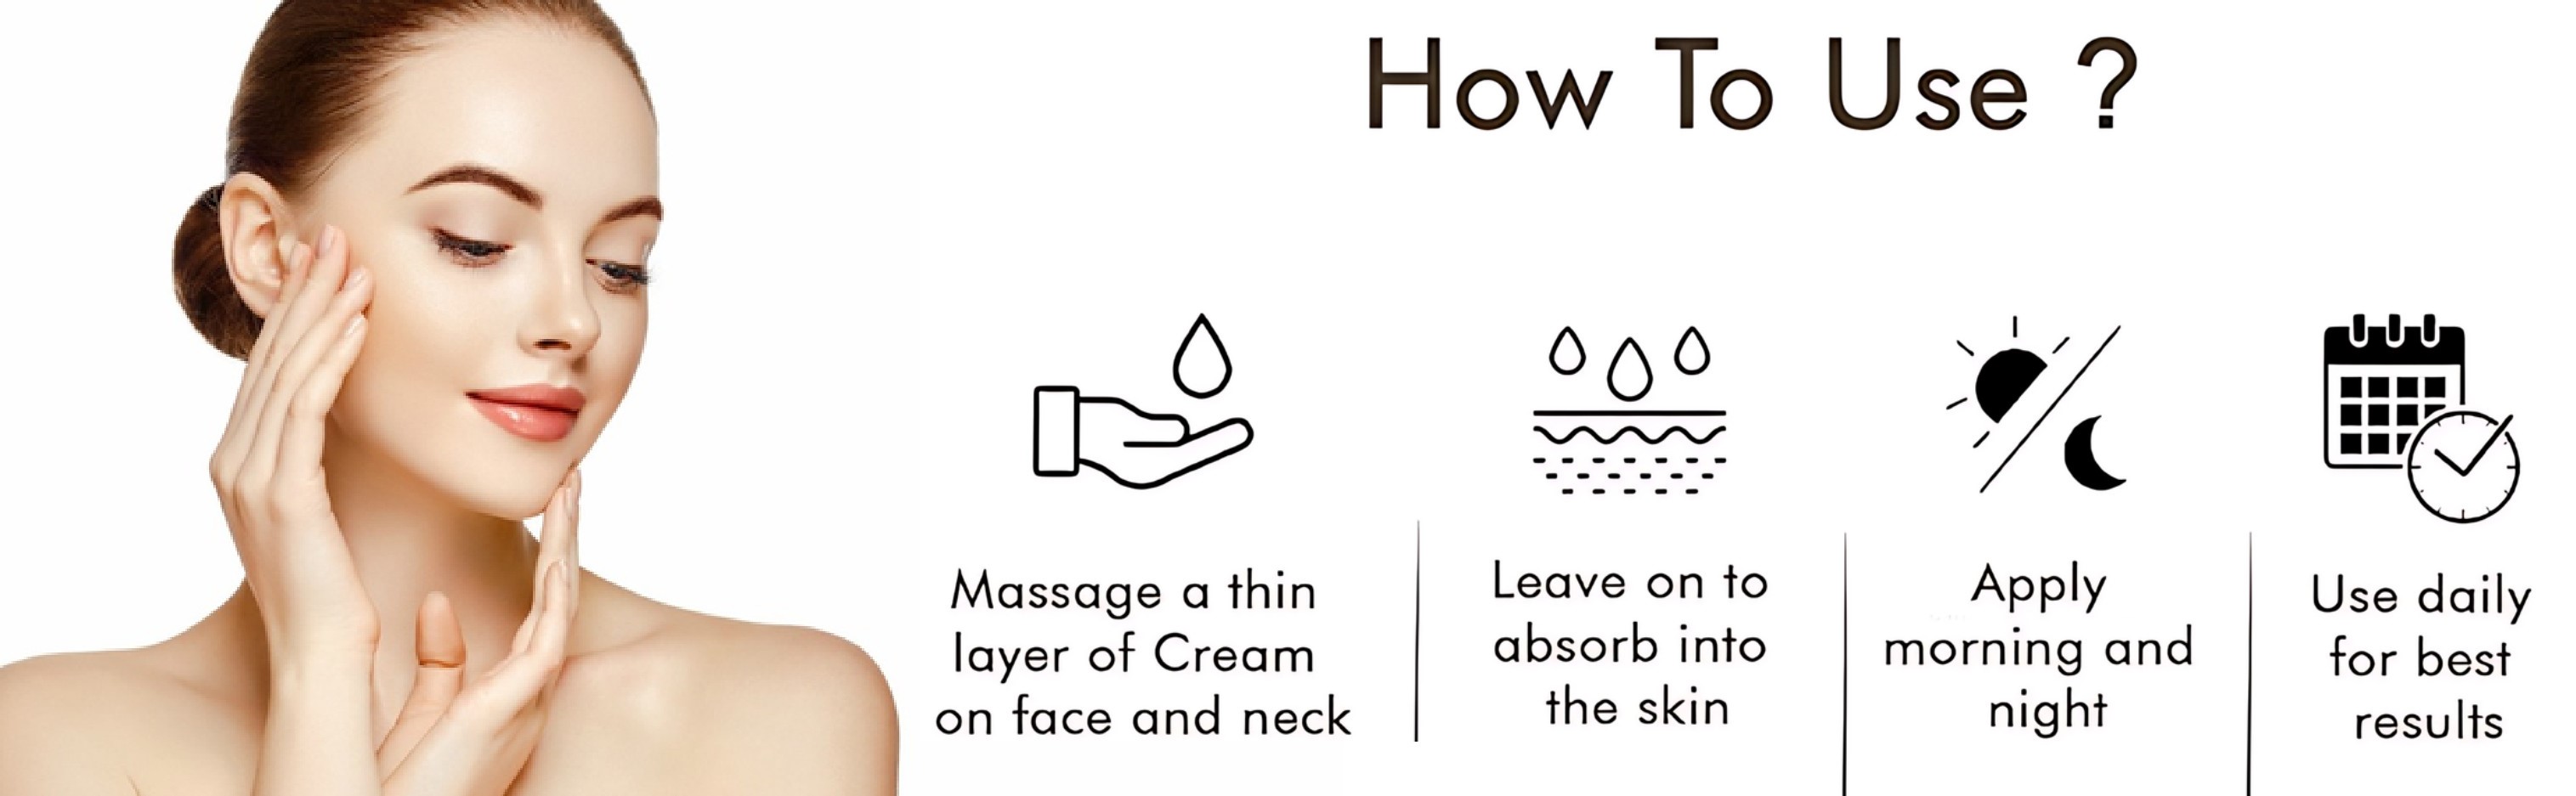 How To Use ?
Massage a thin
layer of Cream
on face and neck
Leave on to
absorb into
the skin
Apply
morning and
night
Use daily
for best
results